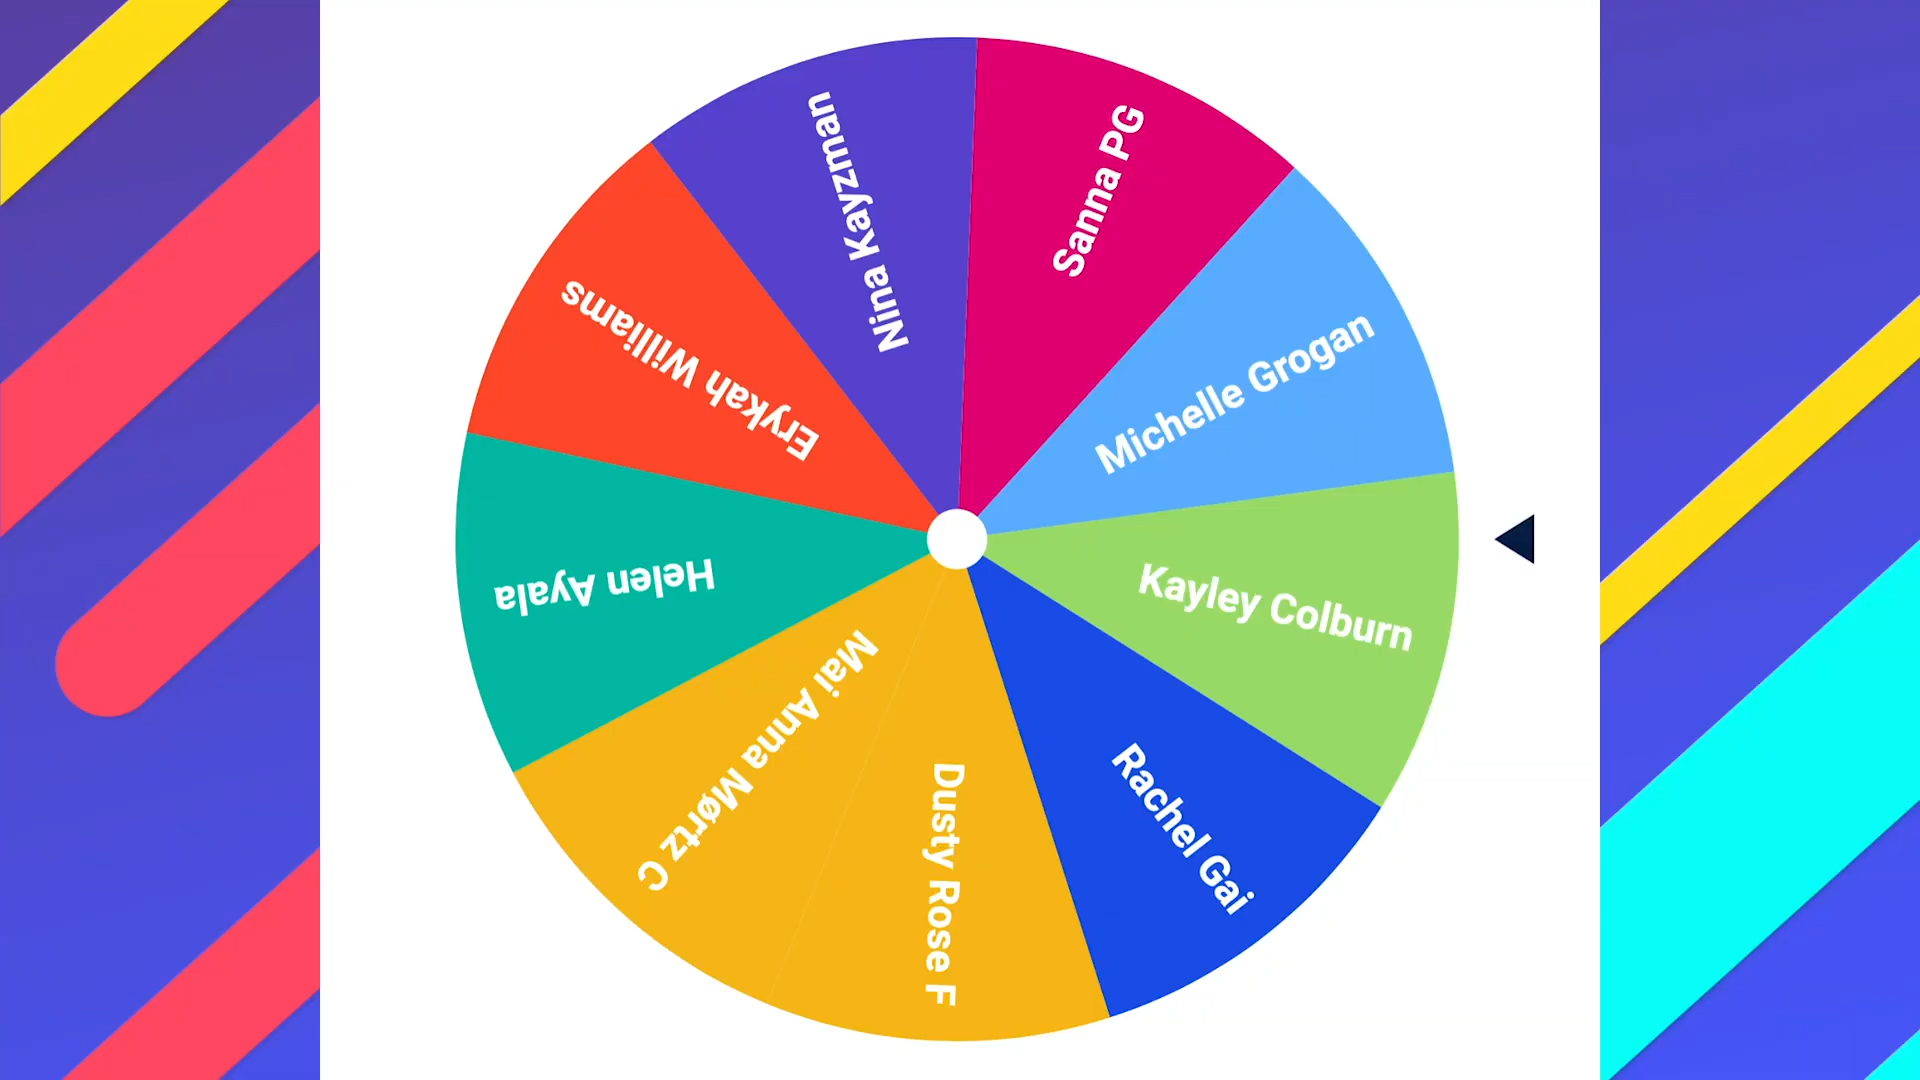 Sanna PG
Michelle Grogan
Kayley Colburn
Rachel Gai
Dusty Rose F
Mai Anna Mørtz C
Helen Ayala
Erykah Williams
Nina Kayzman